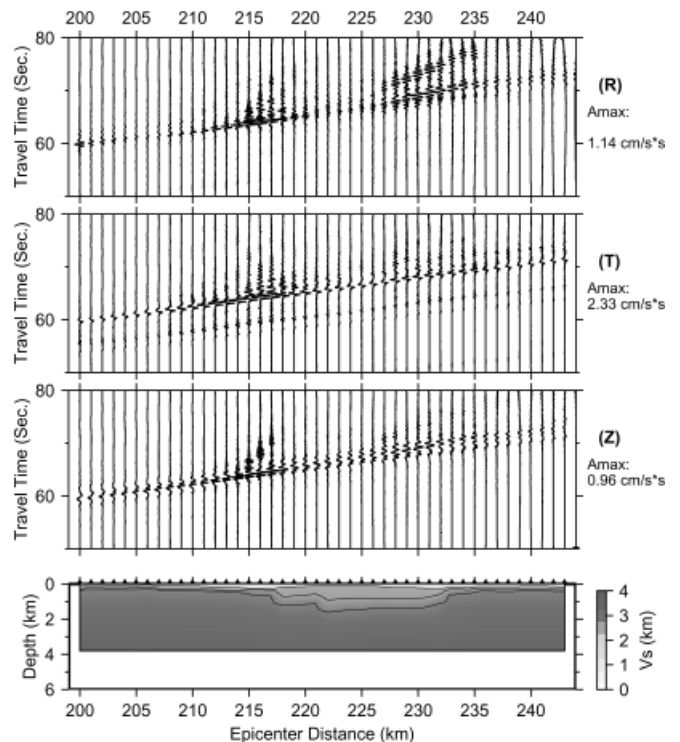 200 205 210 215 220 225 230 235 240
80
60
Travel Time (Sec.)
(R)
Amax:
1.14 cm/s*s
80
60
Travel Time (Sec.)
(T)
Amax:
2.33 cm/s*s
80
60
Travel Time (Sec.)
(Z)
Amax:
0.96 cm/s*s
0
2
4
6
Depth (km)
4
3
2
1
0
Vs (km)
200 205 210 215 220 225 230 235 240
Epicenter Distance (km)